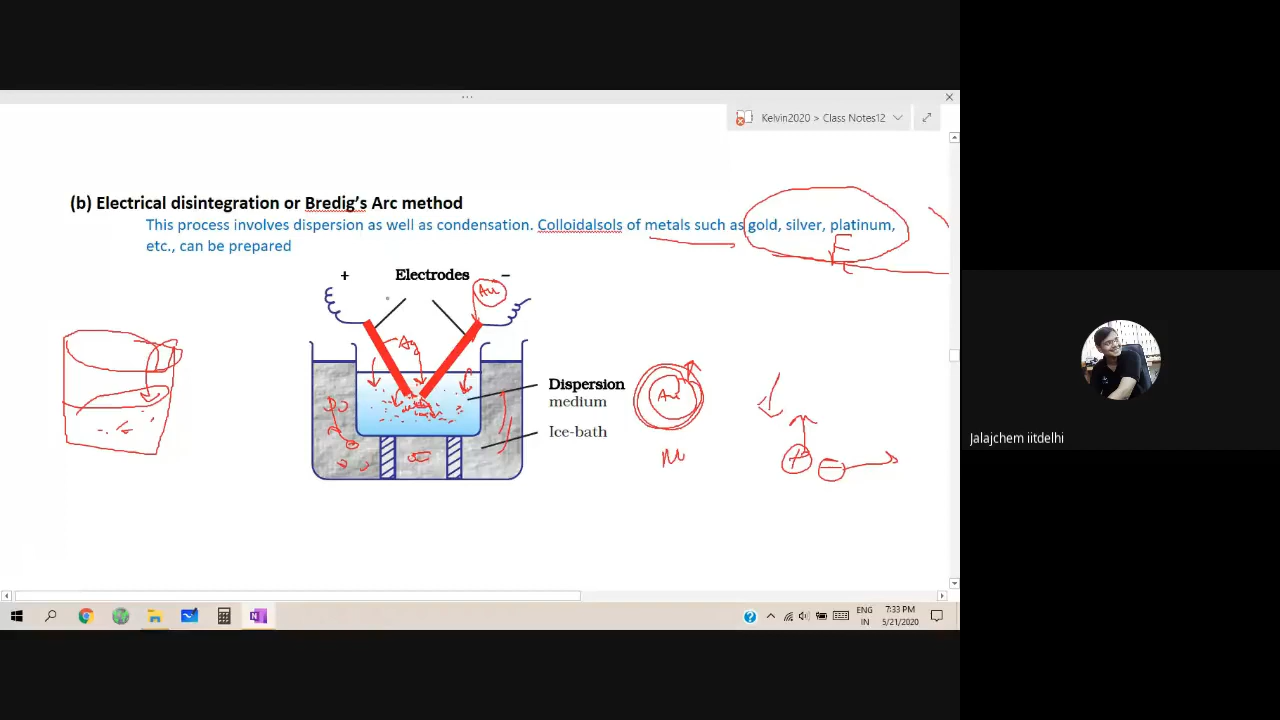 Kelvin2020 > Class Notes12
(b) Electrical disintegration or Bredig's Arc method
This process involves dispersion as well as condensation. Colloidalsols of metals such as gold, silver, platinum,
etc., can be prepared
+ Electrodes −
Au
Ag
Dispersion
medium
Ice-bath
Au
M
+ −
Jalajchem iitdelhi
ENG
IN
7:33 PM
5/21/2020